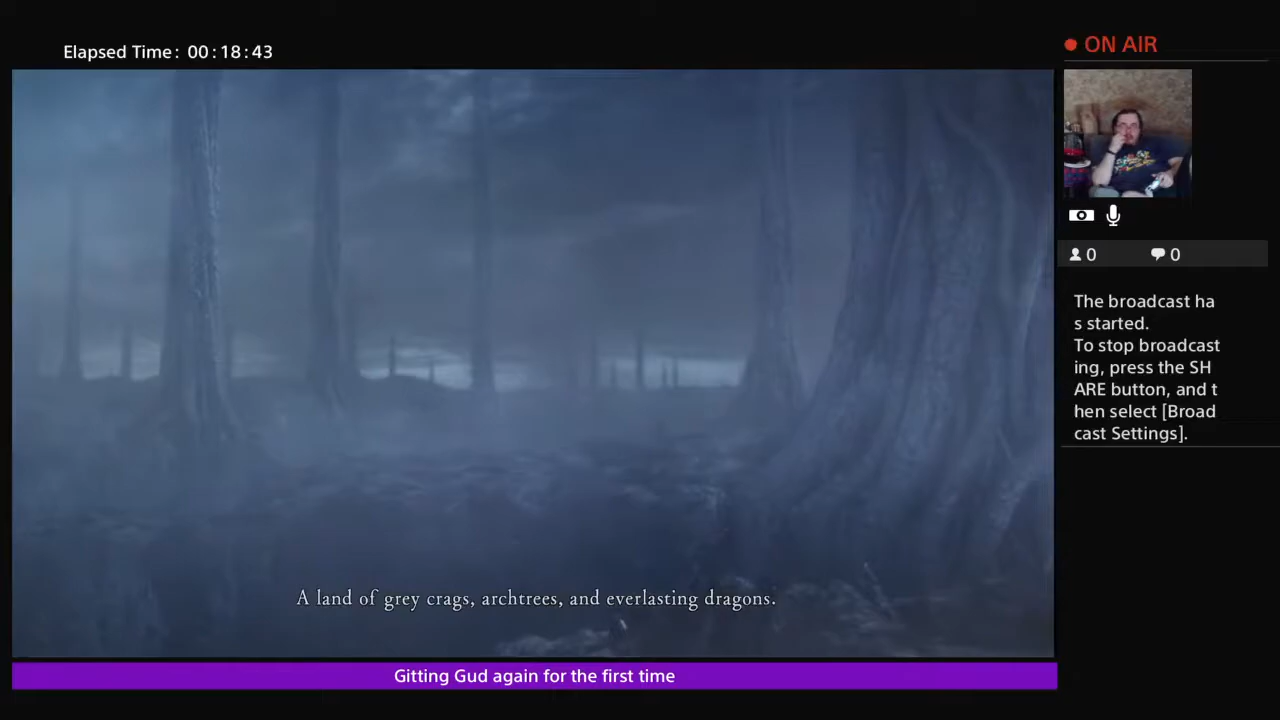 Elapsed Time: 00:18:43
ON AIR
0 0
The broadcast ha
s started.
To stop broadcast
ing, press the SH
ARE button, and t
hen select [Broad
cast Settings].
A land of grey crags, archtrees, and everlasting dragons.
Gitting Gud again for the first time